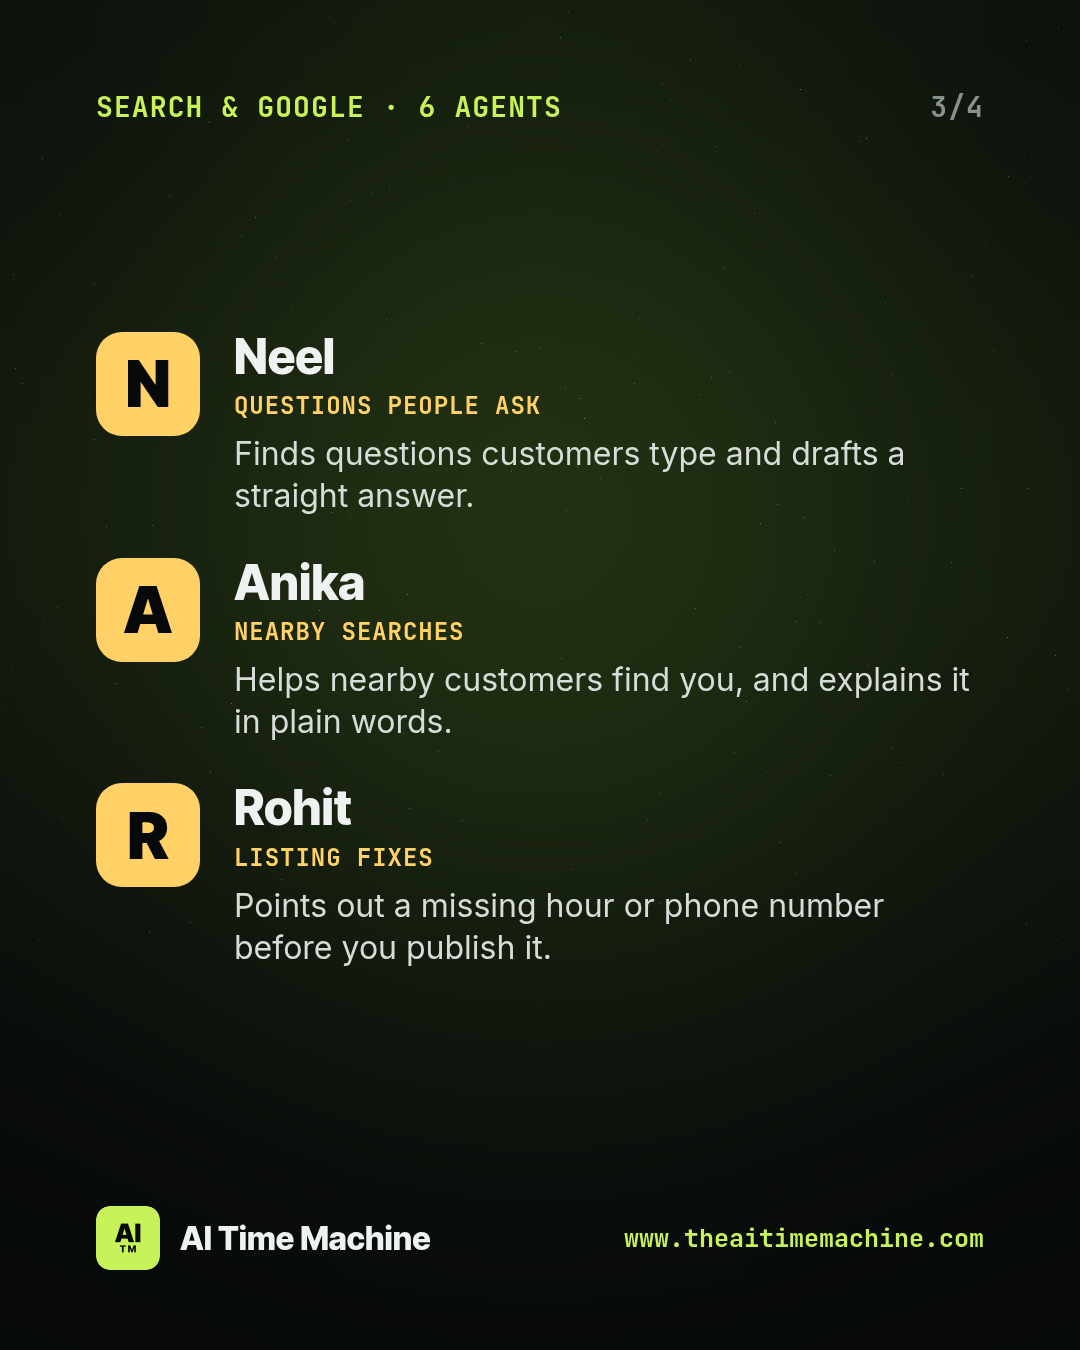 SEARCH & GOOGLE · 6 AGENTS
3/4
N
Neel
QUESTIONS PEOPLE ASK
Finds questions customers type and drafts a
straight answer.
A
Anika
NEARBY SEARCHES
Helps nearby customers find you, and explains it
in plain words.
R
Rohit
LISTING FIXES
Points out a missing hour or phone number
before you publish it.
AI
TM
AI Time Machine
www.theaitimemachine.com